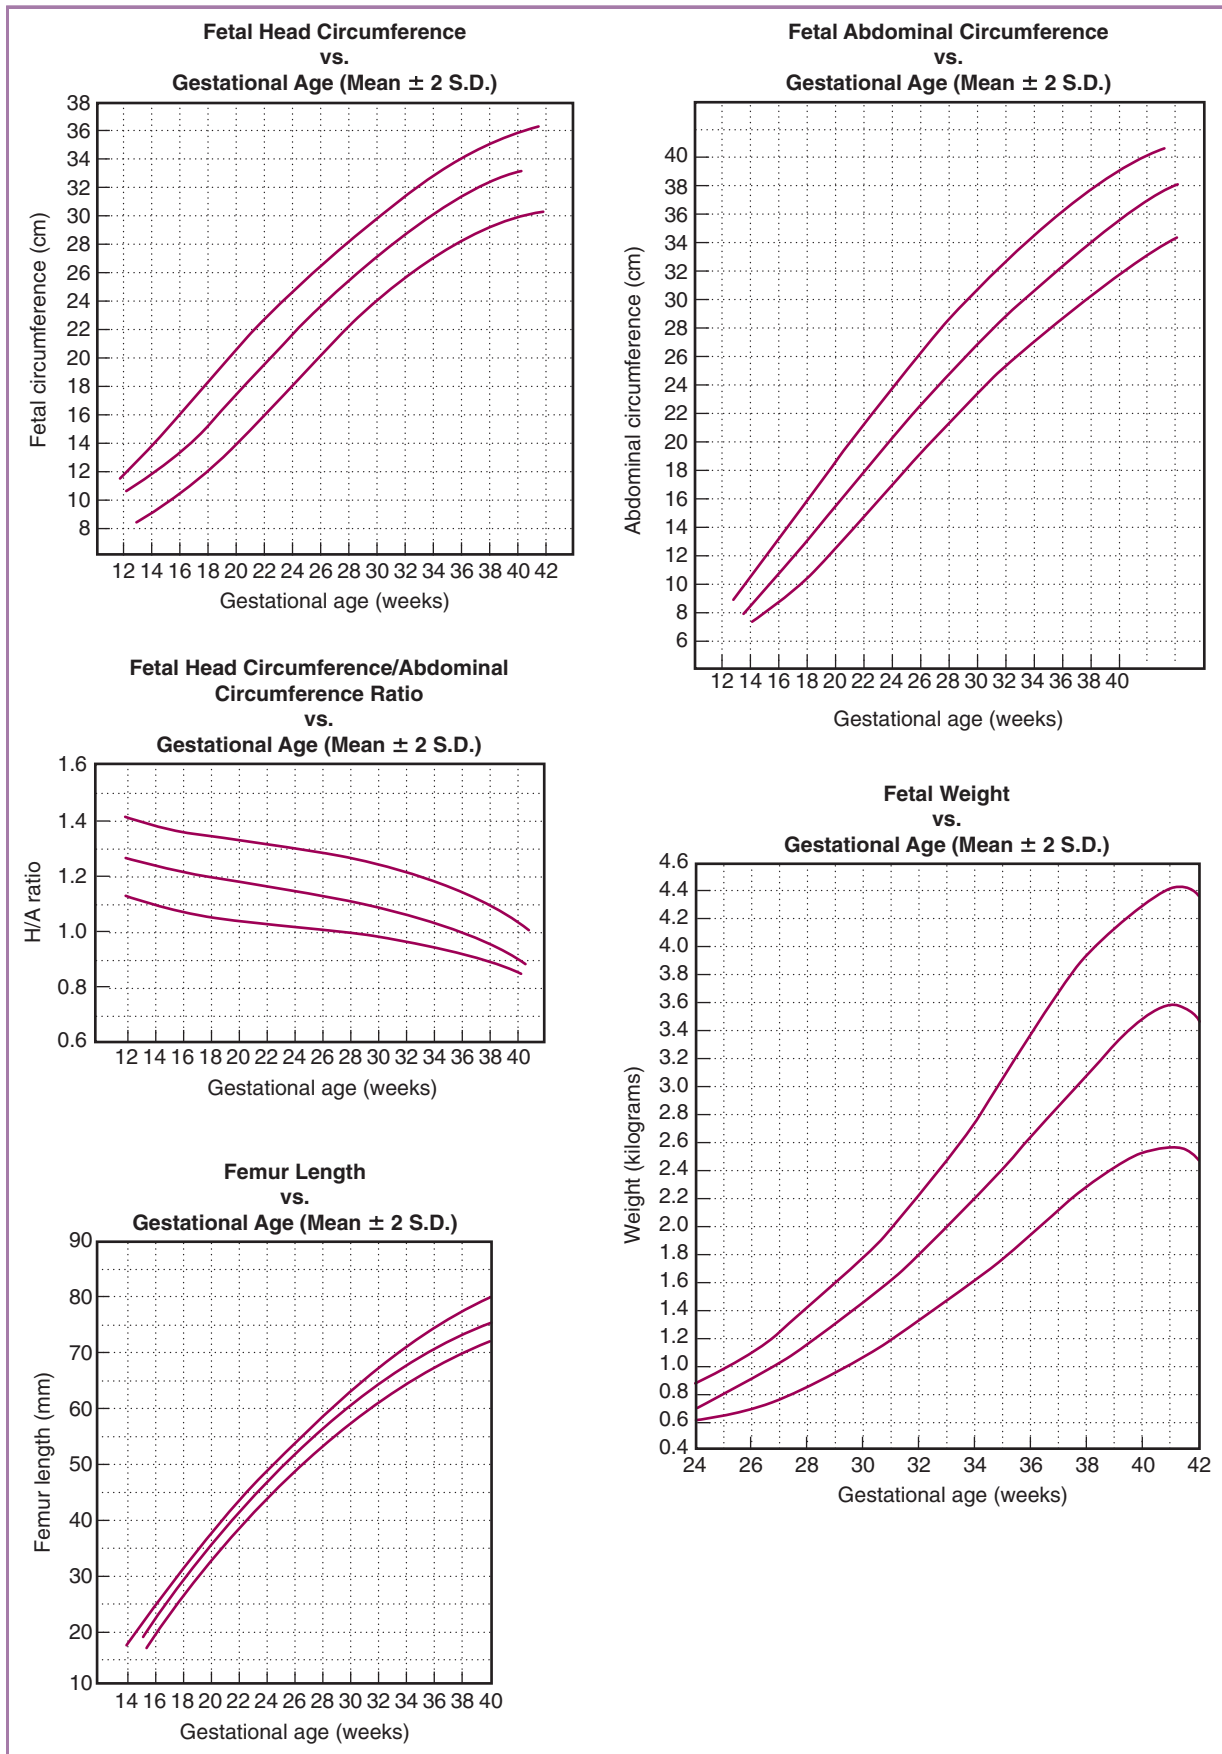 Fetal Head Circumference
vs.
Gestational Age (Mean ± 2 S.D.)
38
36
34
32
30
28
26
24
22
20
18
16
14
12
10
8
Fetal circumference (cm)
12 14 16 18 20 22 24 26 28 30 32 34 36 38 40 42
Gestational age (weeks)
Fetal Abdominal Circumference
vs.
Gestational Age (Mean ± 2 S.D.)
40
38
36
34
32
30
28
26
24
22
20
18
16
14
12
10
8
6
Abdominal circumference (cm)
12 14 16 18 20 22 24 26 28 30 32 34 36 38 40
Gestational age (weeks)
Fetal Head Circumference/Abdominal
Circumference Ratio
vs.
Gestational Age (Mean ± 2 S.D.)
1.6
1.4
1.2
1.0
0.8
0.6
H/A ratio
12 14 16 18 20 22 24 26 28 30 32 34 36 38 40
Gestational age (weeks)
Fetal Weight
vs.
Gestational Age (Mean ± 2 S.D.)
4.6
4.4
4.2
4.0
3.8
3.6
3.4
3.2
3.0
2.8
2.6
2.4
2.2
2.0
1.8
1.6
1.4
1.2
1.0
0.8
0.6
0.4
Weight (kilograms)
24 26 28 30 32 34 36 38 40 42
Gestational age (weeks)
Femur Length
vs.
Gestational Age (Mean ± 2 S.D.)
90
80
70
60
50
40
30
20
10
Femur length (mm)
14 16 18 20 22 24 26 28 30 32 34 36 38 40
Gestational age (weeks)